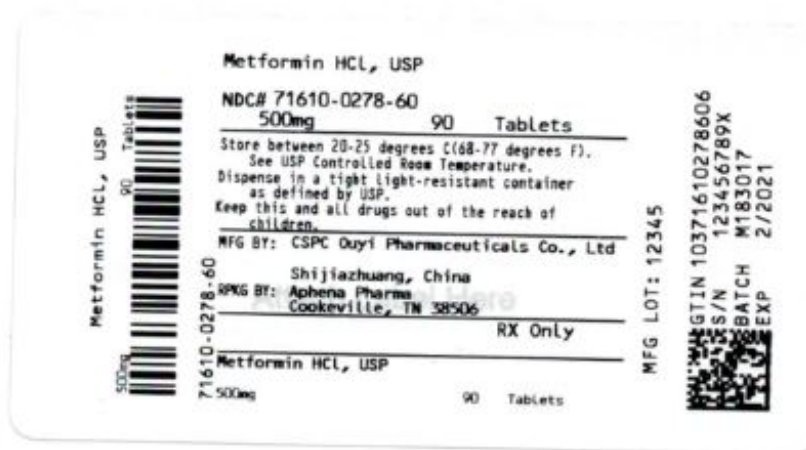 Metformin HCl, USP
NDC# 71610-0278-60
500mg 90 Tablets
Store between 20-25 degrees C(68-77 degrees F).
See USP Controlled Room Temperature.
Dispense in a tight light-resistant container
as defined by USP.
Keep this and all drugs out of the reach of
children.
MFG BY: CSPC Ouyi Pharmaceuticals Co., Ltd
Shijiazhuang, China
RPKG BY: Aphena Pharma
Cookeville, TN 38506
RX Only
Metformin HCl, USP
500mg 90 Tablets
Metformin HCl, USP
500mg 90 Tablets
71610-0278-60
MFG LOT: 12345
GTIN 10371610278606
S/N 123456789X
BATCH M183017
EXP 2/2021